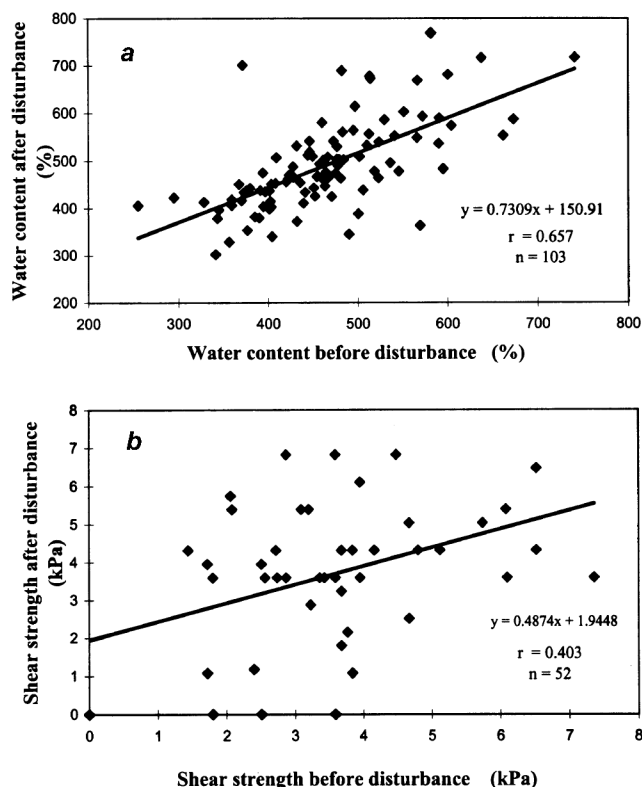 a
800
700
600
500
400
300
200
Water content after disturbance
(%)
y = 0.7309x + 150.91
r = 0.657
n = 103
200 300 400 500 600 700 800
Water content before disturbance (%)
b
8
7
6
5
4
3
2
1
0
Shear strength after disturbance
(kPa)
y = 0.4874x + 1.9448
r = 0.403
n = 52
0 1 2 3 4 5 6 7 8
Shear strength before disturbance (kPa)